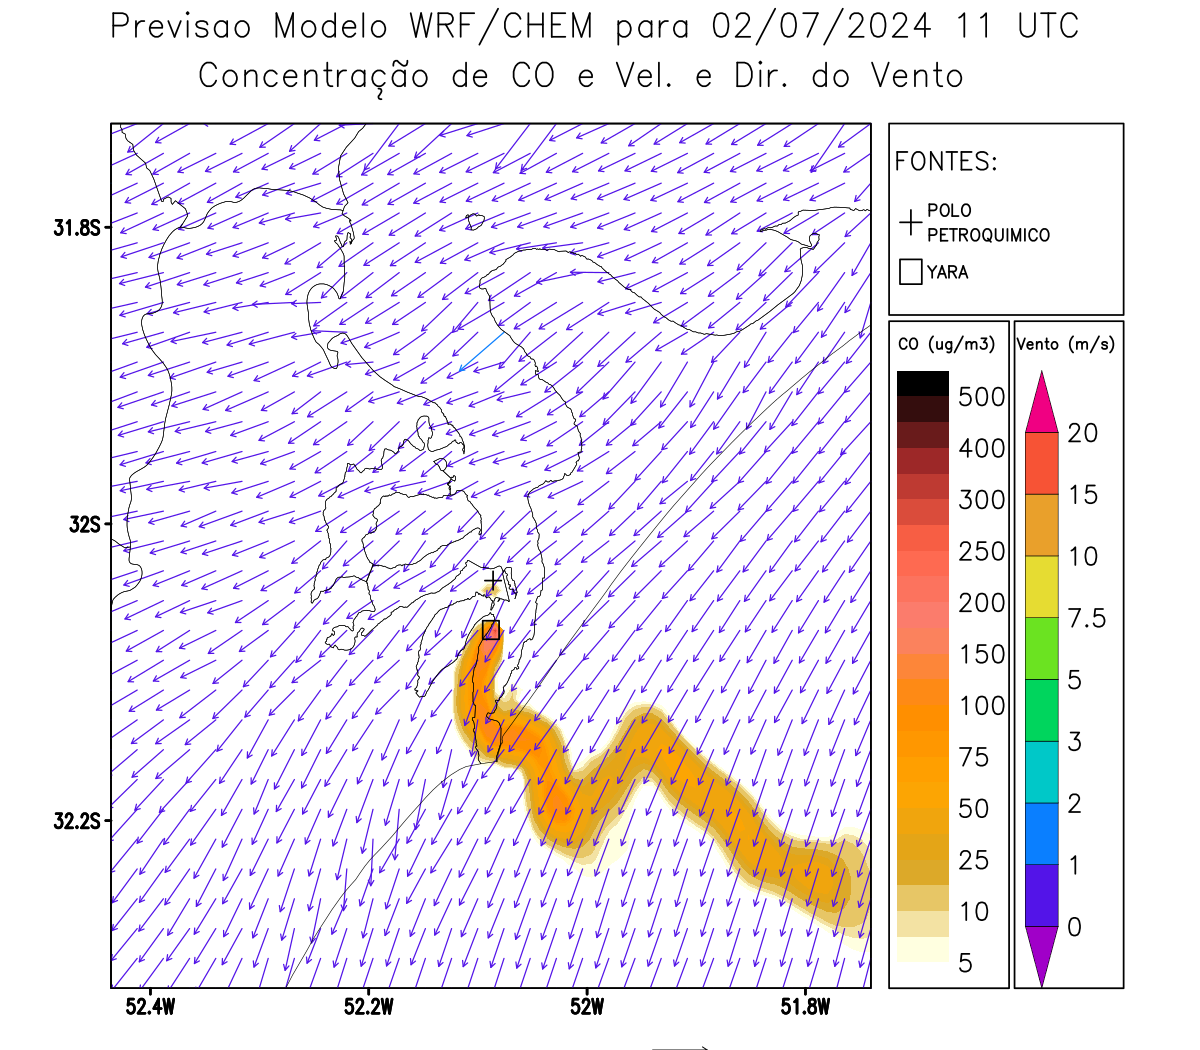 Previsao Modelo WRF/CHEM para 02/07/2024 11 UTC
Concentração de CO e Vel. e Dir. do Vento
FONTES:
POLO
PETROQUIMICO
YARA
CO (ug/m3)
500
400
300
250
200
150
100
75
50
25
10
5
Vento (m/s)
20
15
10
7.5
5
3
2
1
0
31.8S
32S
32.2S
52.4W
52.2W
52W
51.8W